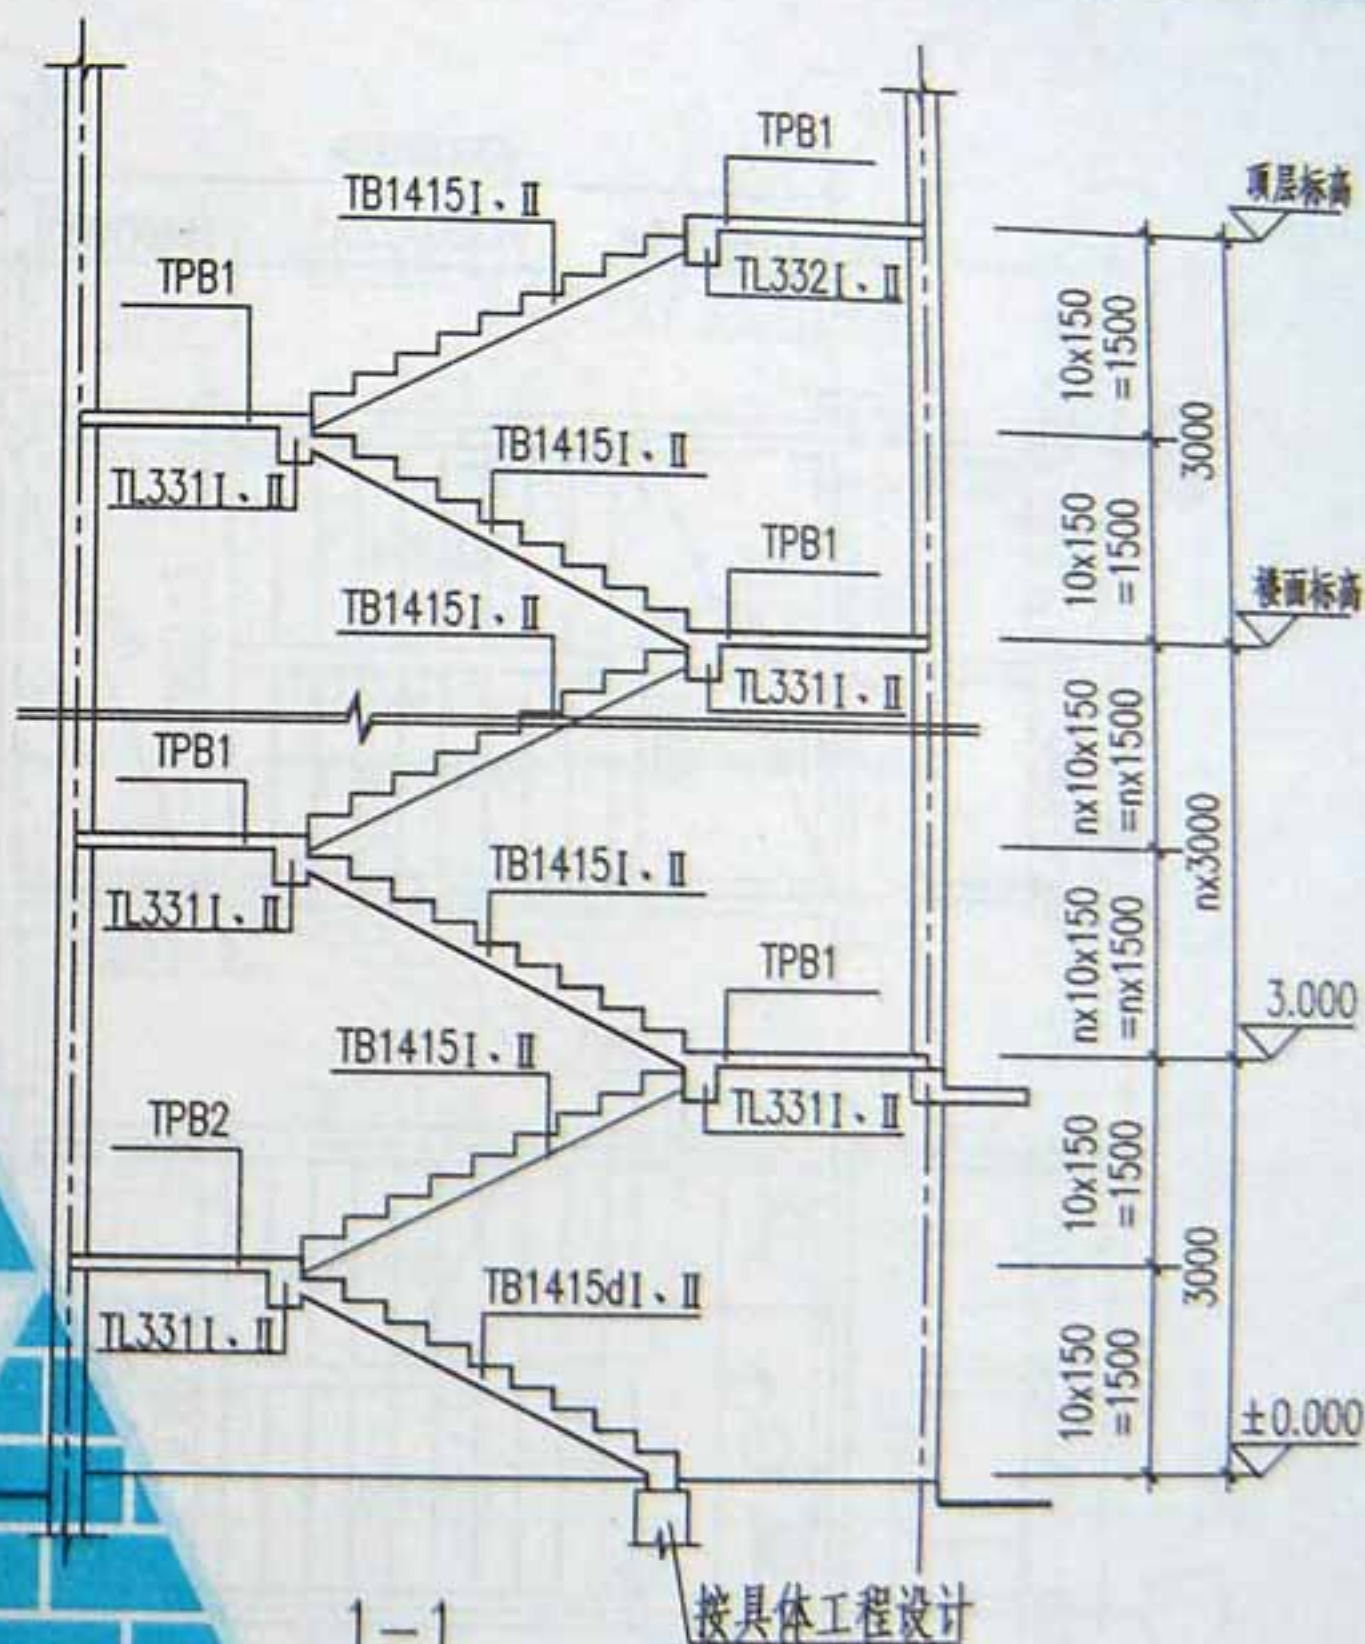 TPB1
顶层标高
TB1415Ⅰ、Ⅱ
TPB1
TL332Ⅰ、Ⅱ
10x150
=1500
3000
TB1415Ⅰ、Ⅱ
TL331Ⅰ、Ⅱ
10x150
=1500
TPB1
楼面标高
TB1415Ⅰ、Ⅱ
TL331Ⅰ、Ⅱ
nx10x150
=nx1500
TPB1
nx3000
TB1415Ⅰ、Ⅱ
TL331Ⅰ、Ⅱ
nx10x150
=nx1500
TPB1
3.000
TB1415Ⅰ、Ⅱ
TL331Ⅰ、Ⅱ
TPB2
10x150
=1500
3000
TB1415dⅠ、Ⅱ
TL331Ⅰ、Ⅱ
10x150
=1500
±0.000
1-1
按具体工程设计